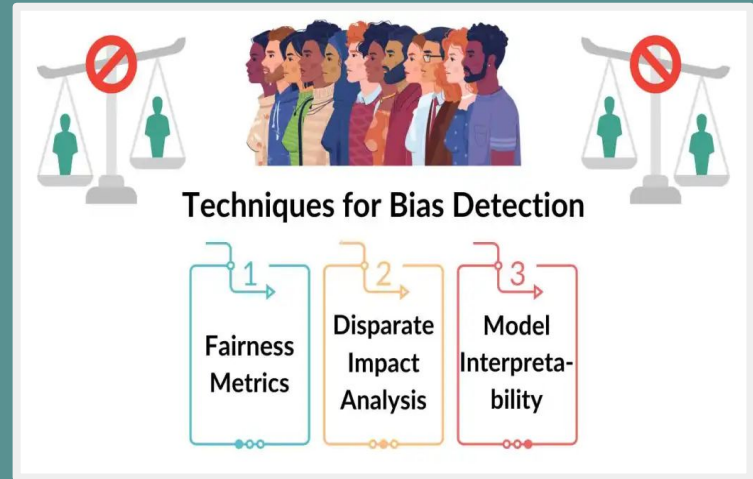 Techniques for Bias Detection
1
Fairness
Metrics
2
Disparate
Impact
Analysis
3
Model
Interpreta-
bility